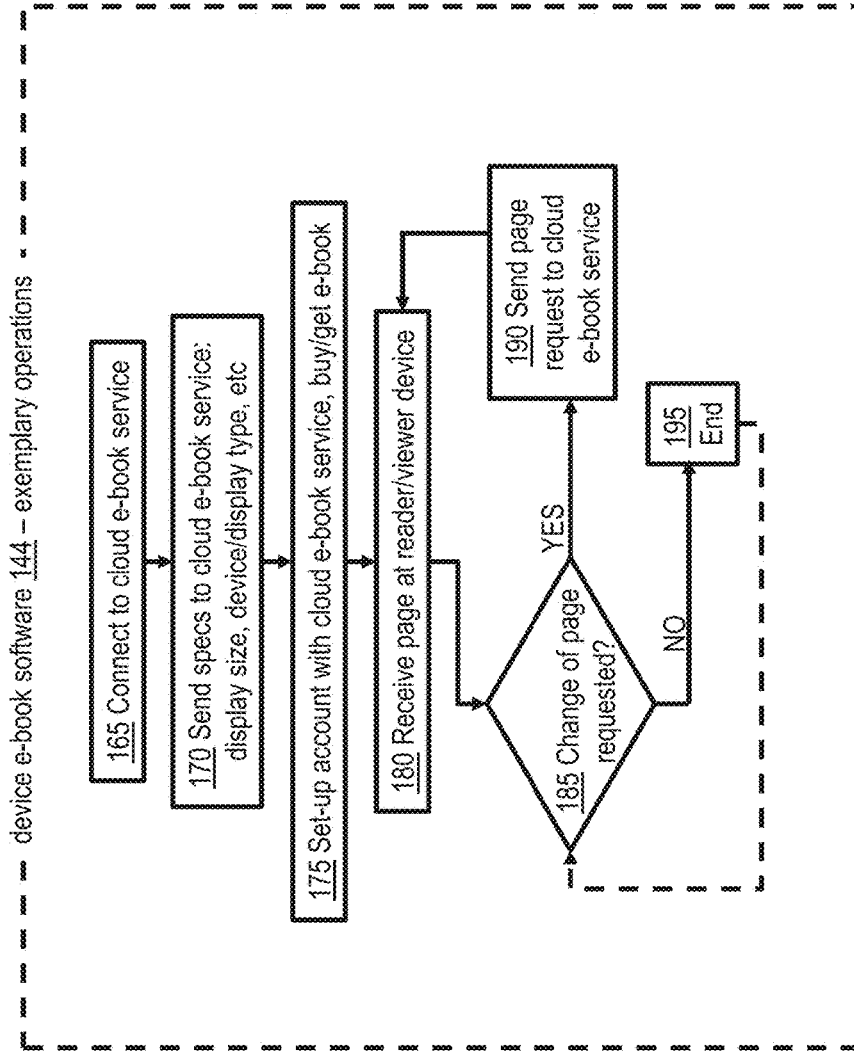 device e-book software 144 – exemplary operations
165 Connect to cloud e-book service
170 Send specs to cloud e-book service:
display size, device/display type, etc
175 Set-up account with cloud e-book service, buy/get e-book
180 Receive page at reader/viewer device
185 Change of page
requested?
YES
190 Send page
request to cloud
e-book service
NO
195
End